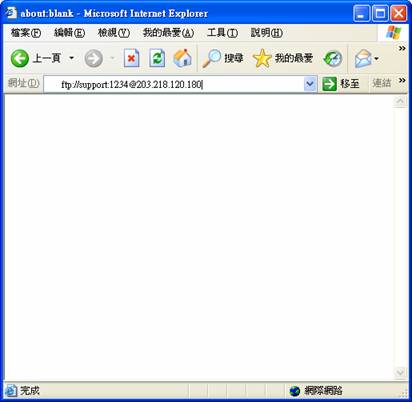 about:blank - Microsoft Internet Explorer
檔案(F) 編輯(E) 檢視(V) 我的最愛(A) 工具(T) 說明(H)
上一頁 搜尋 我的最愛 »
網址(D) ftp://support:1234@203.218.120.180 移至 連結 »
完成 網際網路